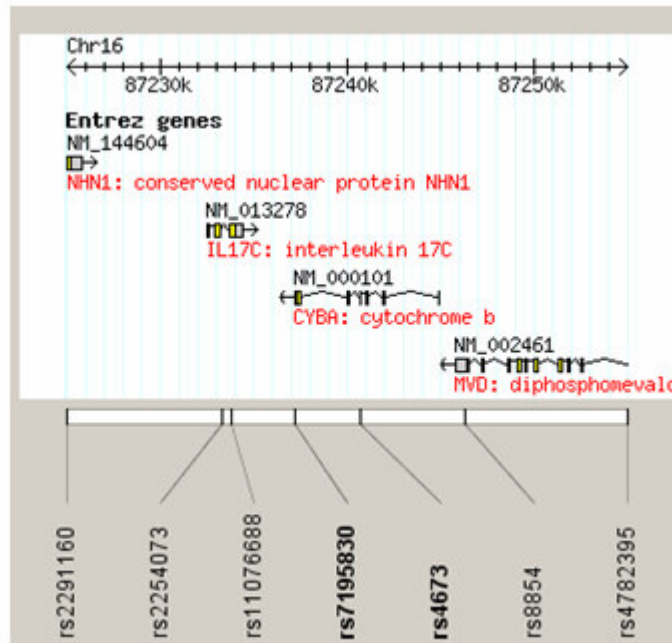 Chr16
87230k 87240k 87250k
Entrez genes
NM_144604
NHN1: conserved nuclear protein NHN1
NM_013278
IL17C: interleukin 17C
NM_000101
CYBA: cytochrome b
NM_002461
MVD: diphosphomevalo
rs2291160
rs2254073
rs11076688
rs7195830
rs4673
rs8854
rs4782395